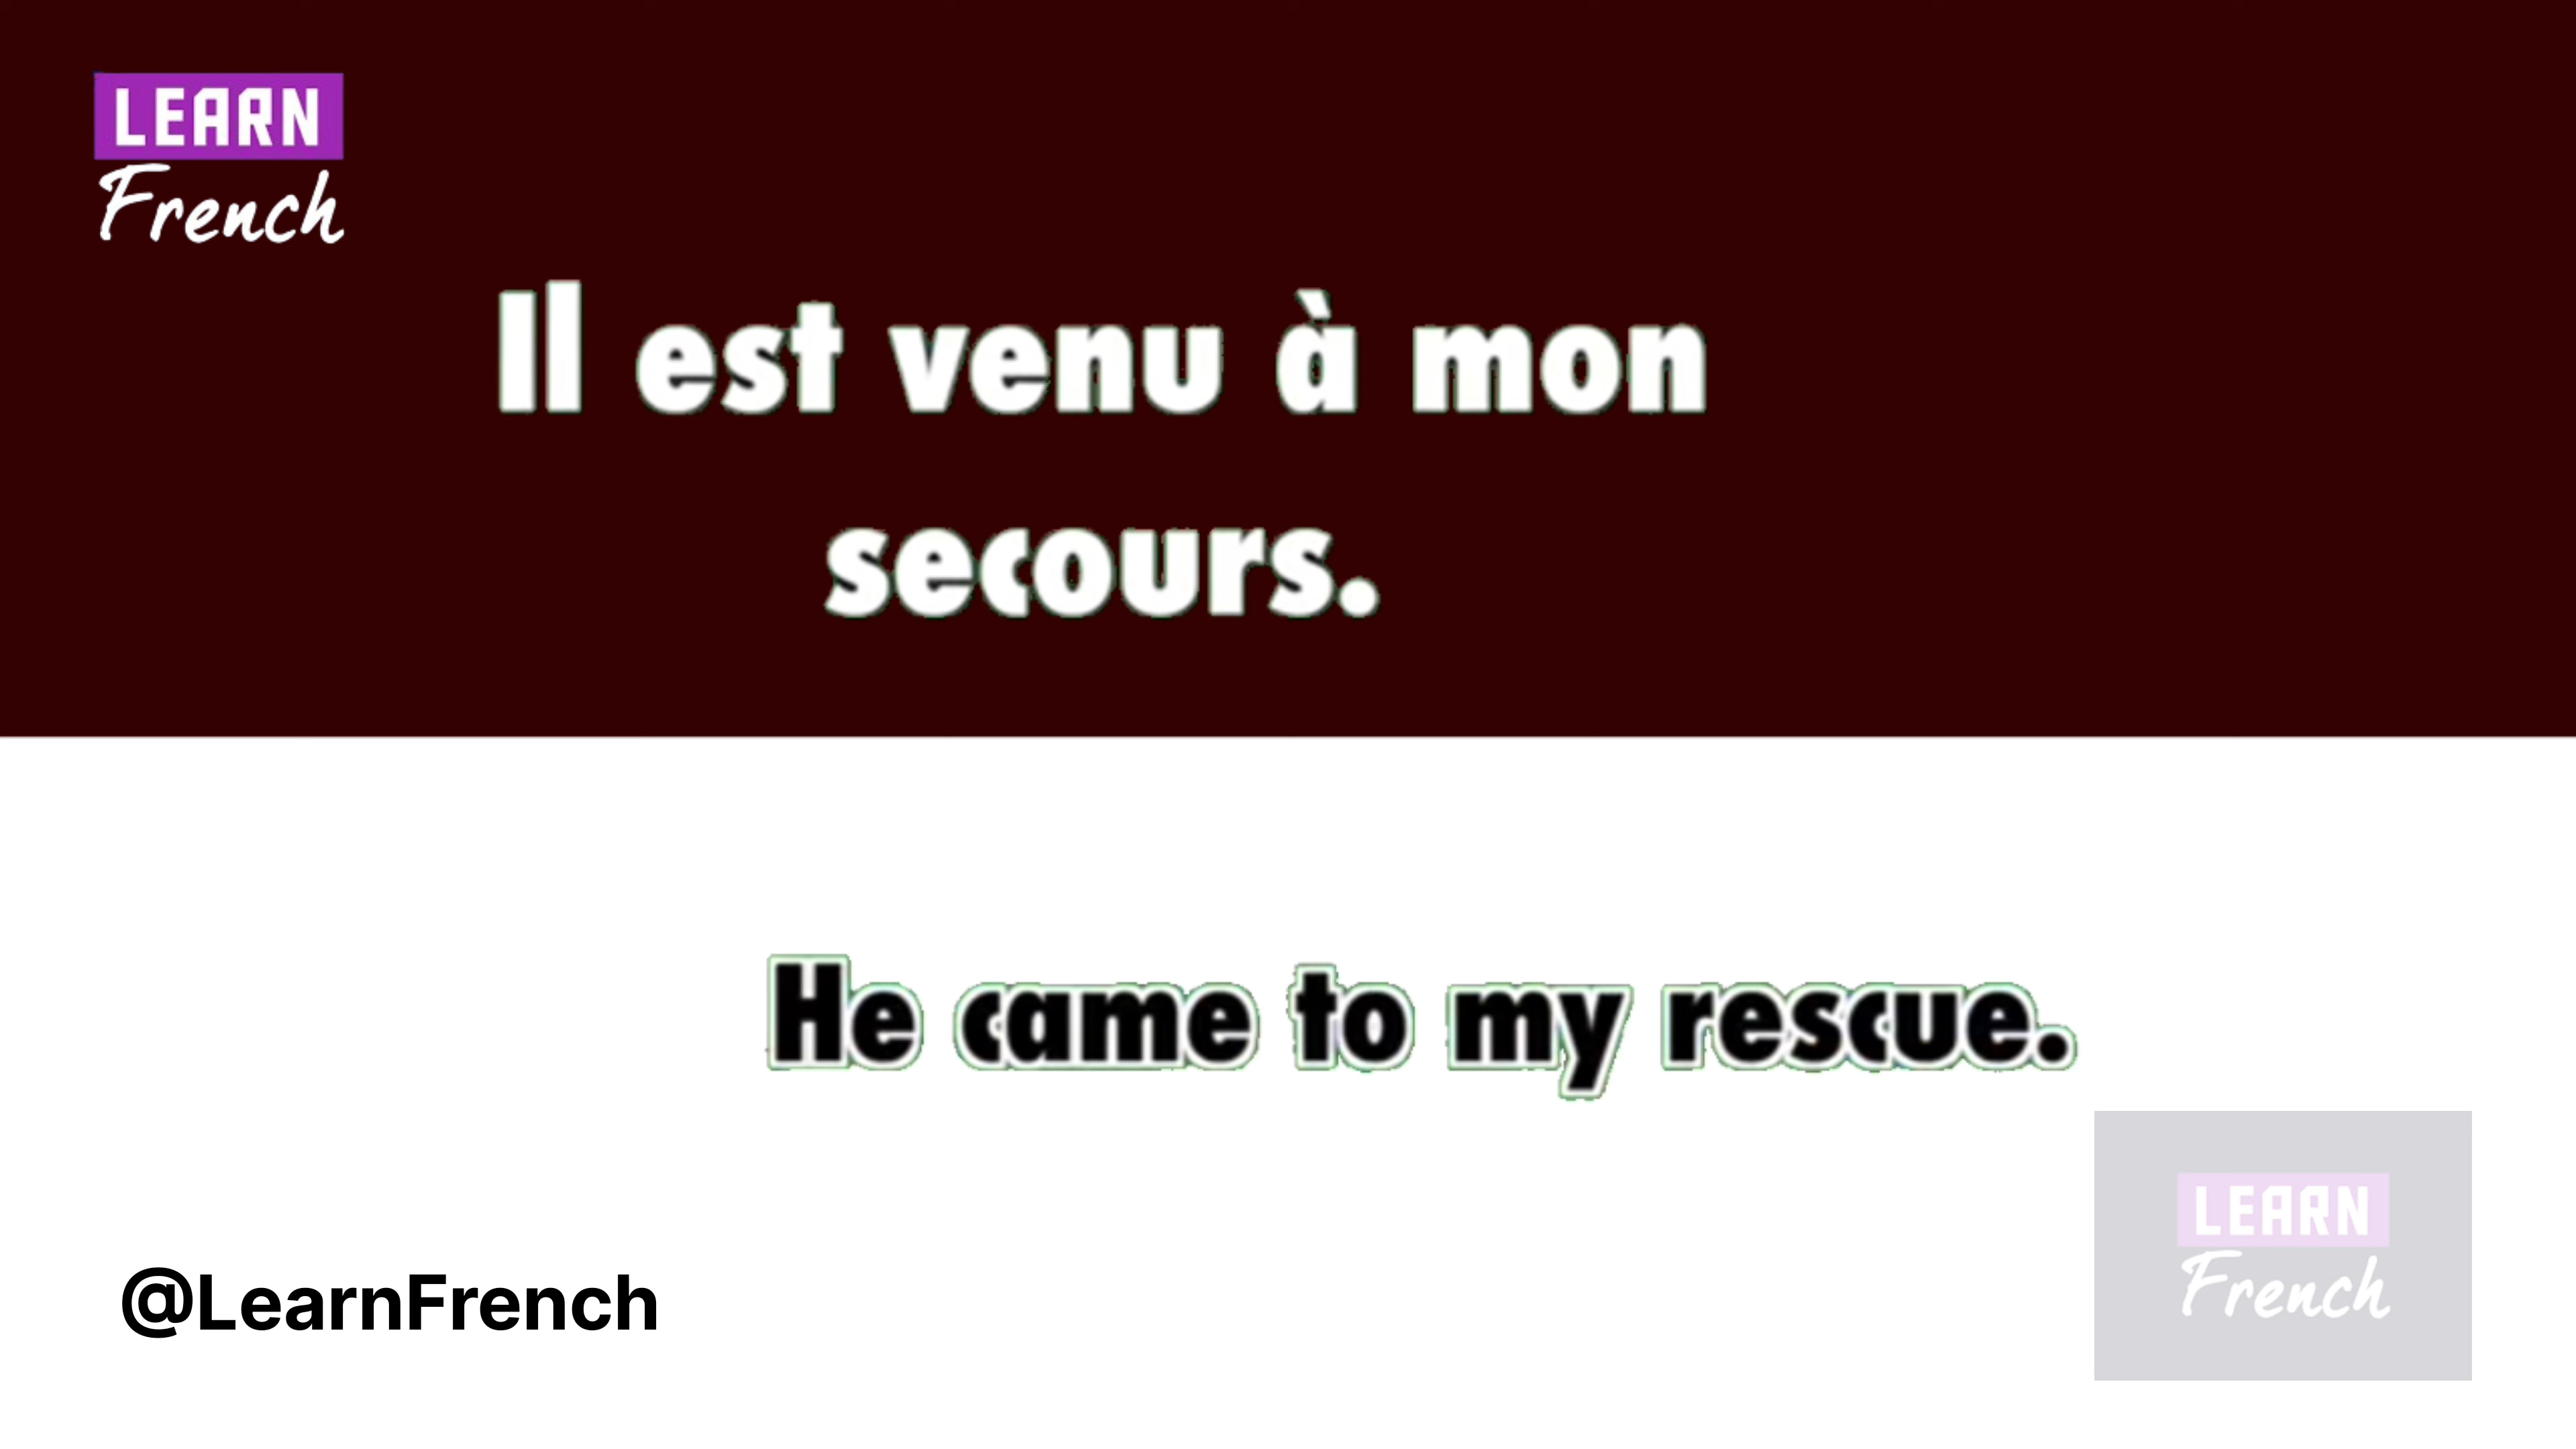 LEARN
French
Il est venu à mon
secours.
He came to my rescue.
LEARN
French
@LearnFrench